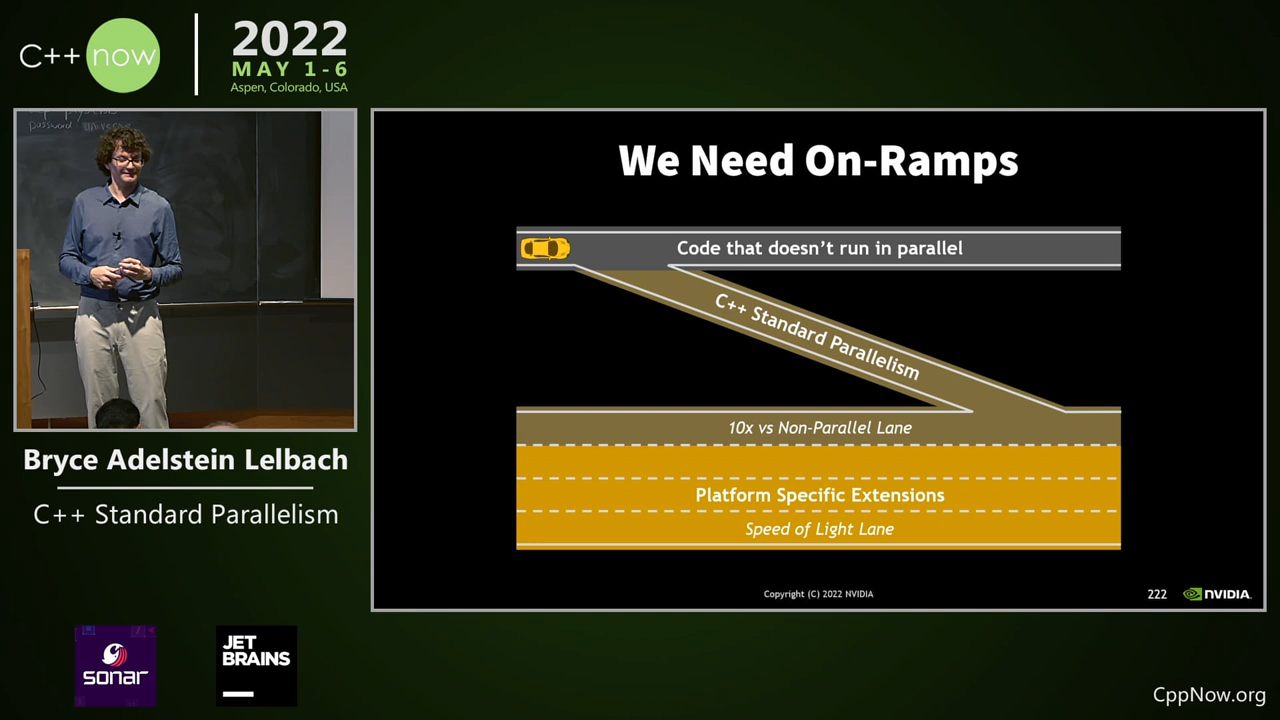 C++ now
2022
MAY 1-6
Aspen, Colorado, USA
password
Bryce Adelstein Lelbach
C++ Standard Parallelism
We Need On-Ramps
Code that doesn't run in parallel
C++ Standard Parallelism
10x vs Non-Parallel Lane
Platform Specific Extensions
Speed of Light Lane
Copyright (C) 2022 NVIDIA
222
NVIDIA.
sonar
JET
BRAINS
CppNow.org